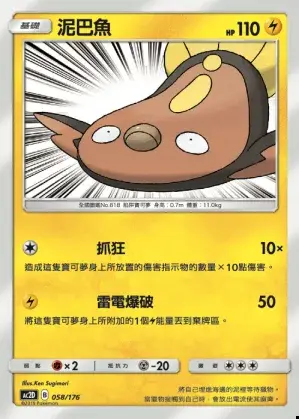 基礎 泥巴魚 HP 110
全國圖鑑No.618 陷阱寶可夢 身高：0.7m 體重：11.0kg
抓狂 10×
造成這隻寶可夢身上所放置的傷害指示物的數量×10點傷害。
雷電爆破 50
將這隻寶可夢身上所附加的1個能量丟到棄牌區。
弱點 ×2 抵抗力 -20 撤退
Illus.Ken Sugimori
AC2D B 058/176
將自己埋進海邊的泥裡等待獵物。
當獵物接觸到自己時，會放出電流使其麻痺。